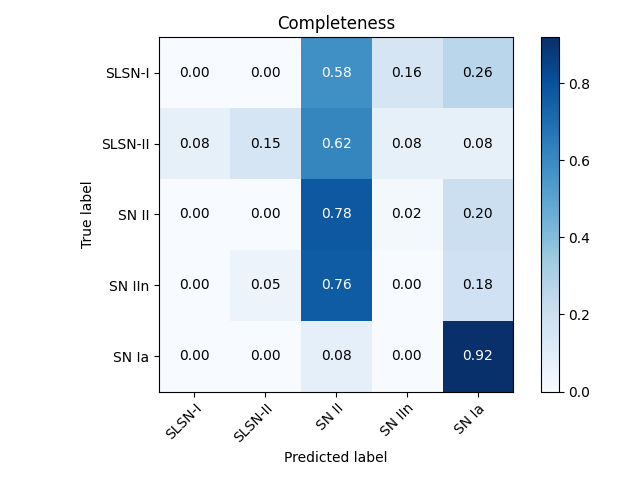 Completeness
SLSN-I 0.00 0.00 0.58 0.16 0.26
SLSN-II 0.08 0.15 0.62 0.08 0.08
SN II 0.00 0.00 0.78 0.02 0.20
SN IIn 0.00 0.05 0.76 0.00 0.18
SN Ia 0.00 0.00 0.08 0.00 0.92
SLSN-I SLSN-II SN II SN IIn SN Ia
Predicted label
True label
0.8
0.6
0.4
0.2
0.0